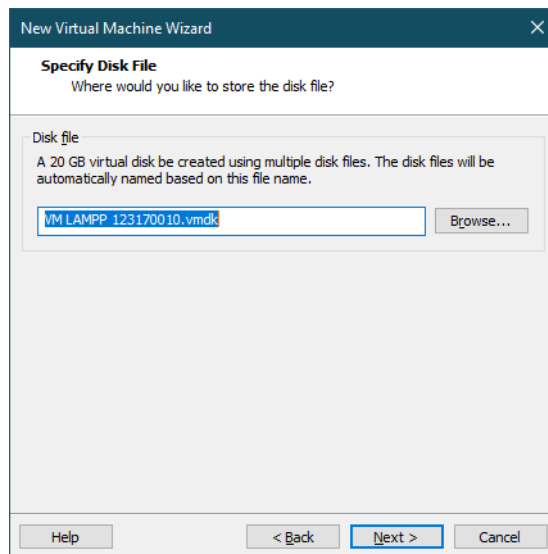 New Virtual Machine Wizard
Specify Disk File
Where would you like to store the disk file?
Disk file
A 20 GB virtual disk be created using multiple disk files. The disk files will be
automatically named based on this file name.
VM LAMPP 123170010.vmdk
Browse...
Help
< Back
Next >
Cancel